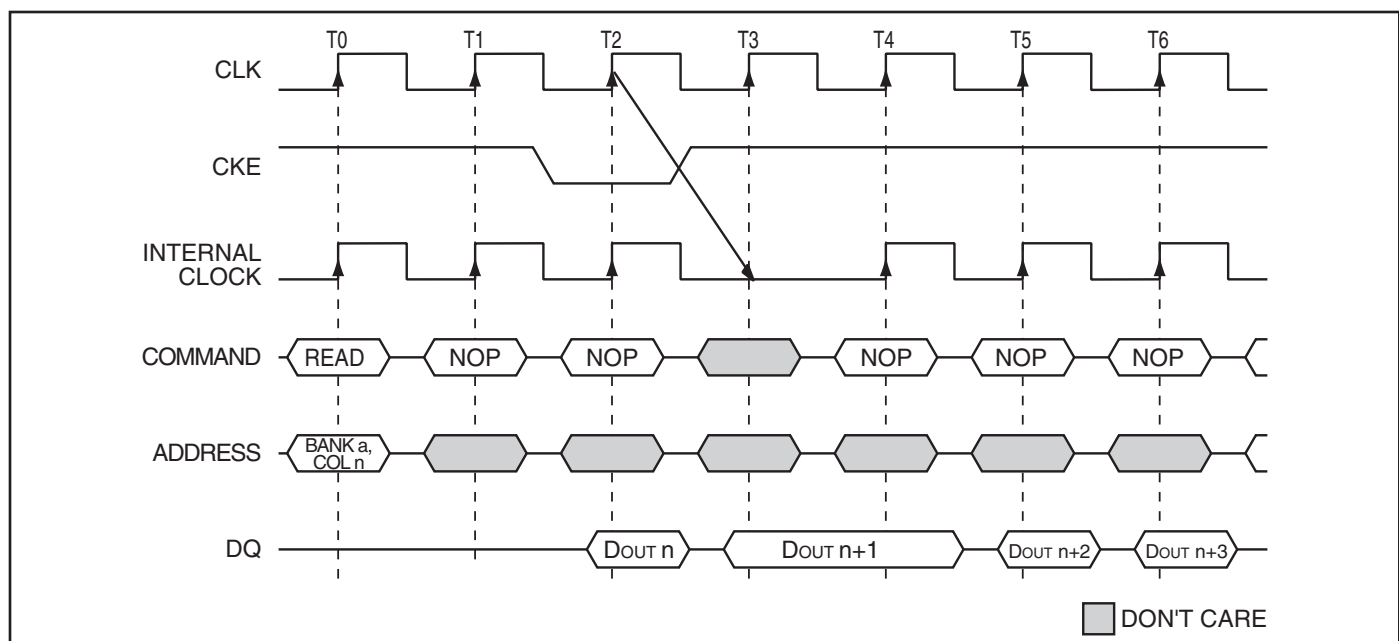 T0 T1 T2 T3 T4 T5 T6
CLK
CKE
INTERNAL
CLOCK
COMMAND READ NOP NOP NOP NOP NOP
ADDRESS BANK a,
COL n
DQ DOUT n DOUT n+1 DOUT n+2 DOUT n+3
DON'T CARE